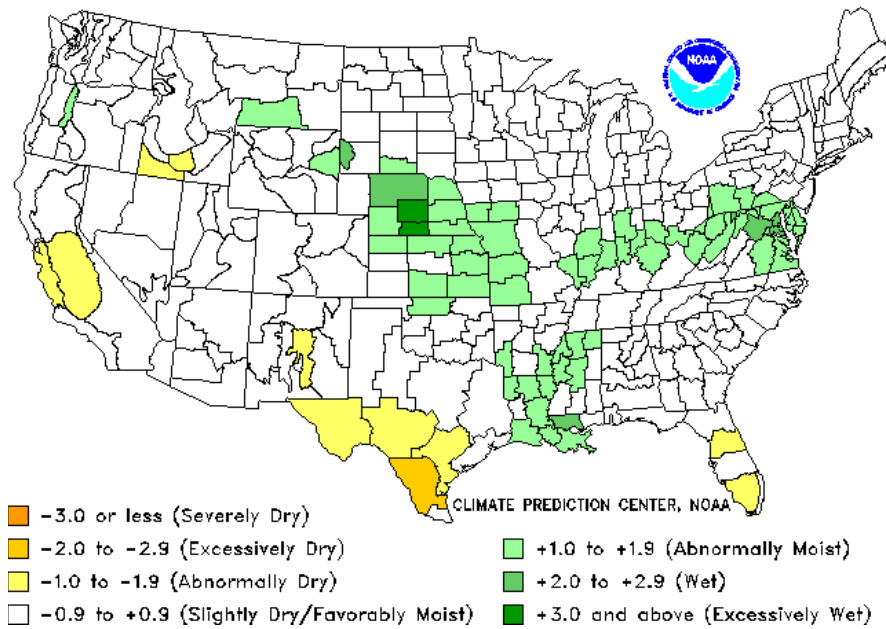 NOAA
CLIMATE PREDICTION CENTER, NOAA
-3.0 or less (Severely Dry)
-2.0 to -2.9 (Excessively Dry)
-1.0 to -1.9 (Abnormally Dry)
-0.9 to +0.9 (Slightly Dry/Favorably Moist)
+1.0 to +1.9 (Abnormally Moist)
+2.0 to +2.9 (Wet)
+3.0 and above (Excessively Wet)